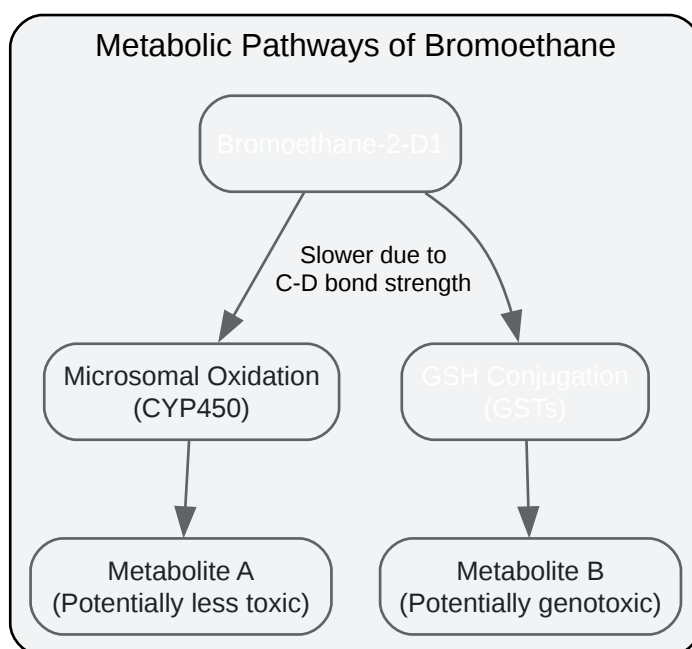 Metabolic Pathways of Bromoethane
Bromoethane-2-D1
Slower due to
C-D bond strength
Microsomal Oxidation
(CYP450)
GSH Conjugation
(GSTs)
Metabolite A
(Potentially less toxic)
Metabolite B
(Potentially genotoxic)